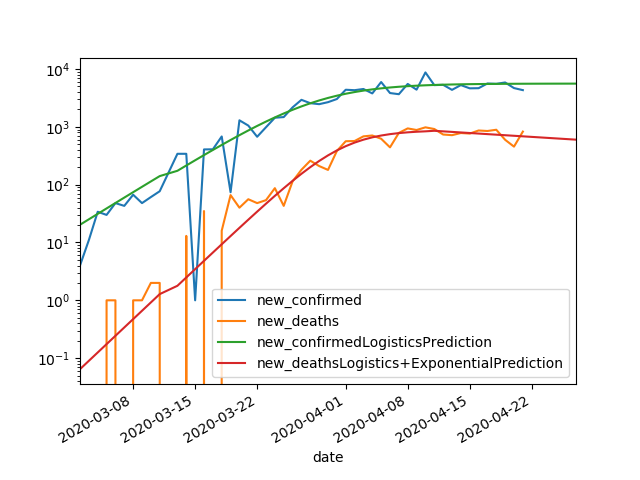 10^4
10^3
10^2
10^1
10^0
10^-1
new_confirmed
new_deaths
new_confirmedLogisticsPrediction
new_deathsLogistics+ExponentialPrediction
2020-03-08
2020-03-15
2020-03-22
2020-04-01
2020-04-08
2020-04-15
2020-04-22
date